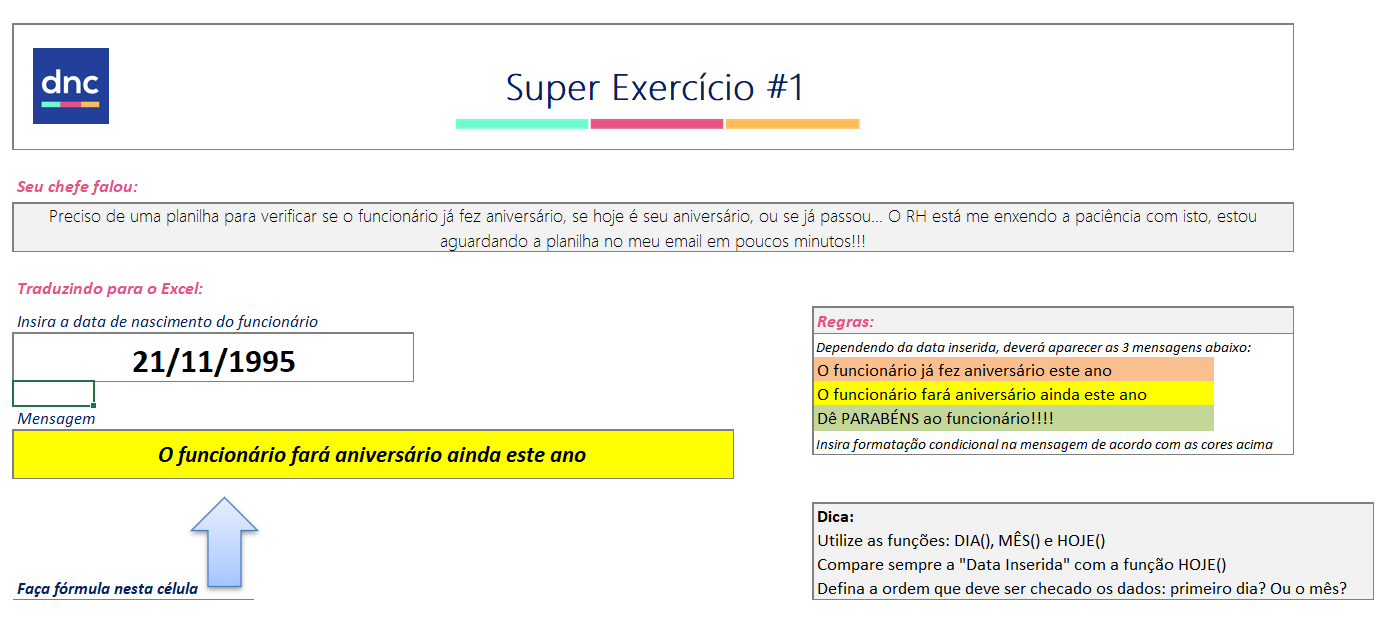 dnc
Super Exercício #1
Seu chefe falou:
Preciso de uma planilha para verificar se o funcionário já fez aniversário, se hoje é seu aniversário, ou se já passou... O RH está me enxendo a paciência com isto, estou
aguardando a planilha no meu email em poucos minutos!!!
Traduzindo para o Excel:
Insira a data de nascimento do funcionário
21/11/1995
Mensagem
O funcionário fará aniversário ainda este ano
Faça fórmula nesta célula
Regras:
Dependendo da data inserida, deverá aparecer as 3 mensagens abaixo:
O funcionário já fez aniversário este ano
O funcionário fará aniversário ainda este ano
Dê PARABÉNS ao funcionário!!!!
Insira formatação condicional na mensagem de acordo com as cores acima
Dica:
Utilize as funções: DIA(), MÊS() e HOJE()
Compare sempre a "Data Inserida" com a função HOJE()
Defina a ordem que deve ser checado os dados: primeiro dia? Ou o mês?